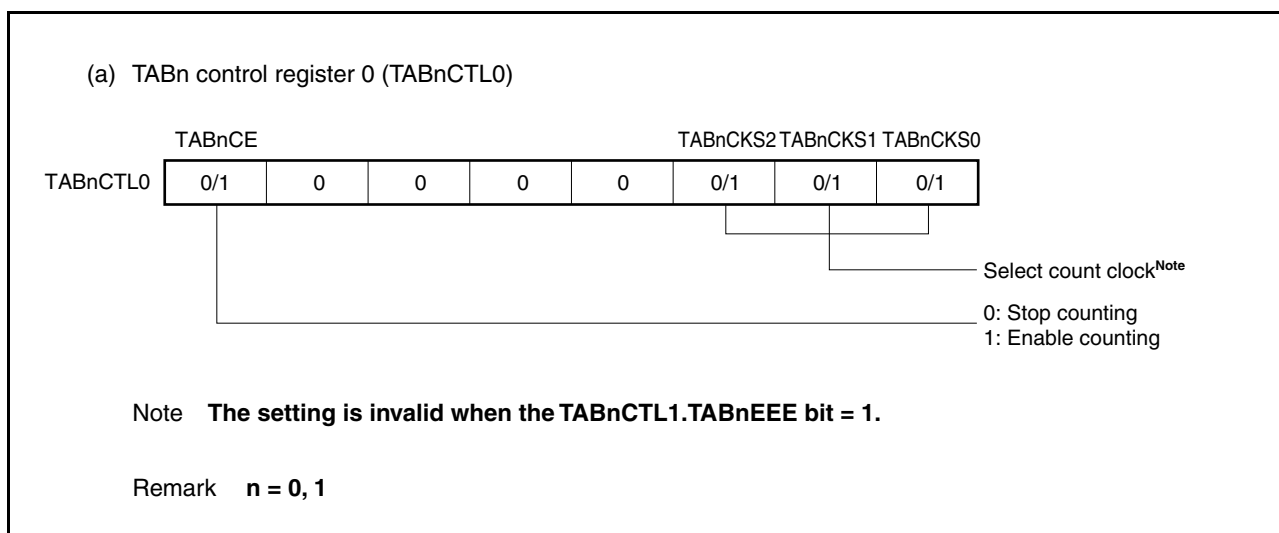 (a) TABn control register 0 (TABnCTL0)
TABnCE TABnCKS2 TABnCKS1 TABnCKS0
TABnCTL0 0/1 0 0 0 0 0/1 0/1 0/1
Select count clockNote
0: Stop counting
1: Enable counting
Note The setting is invalid when the TABnCTL1.TABnEEE bit = 1.
Remark n = 0, 1